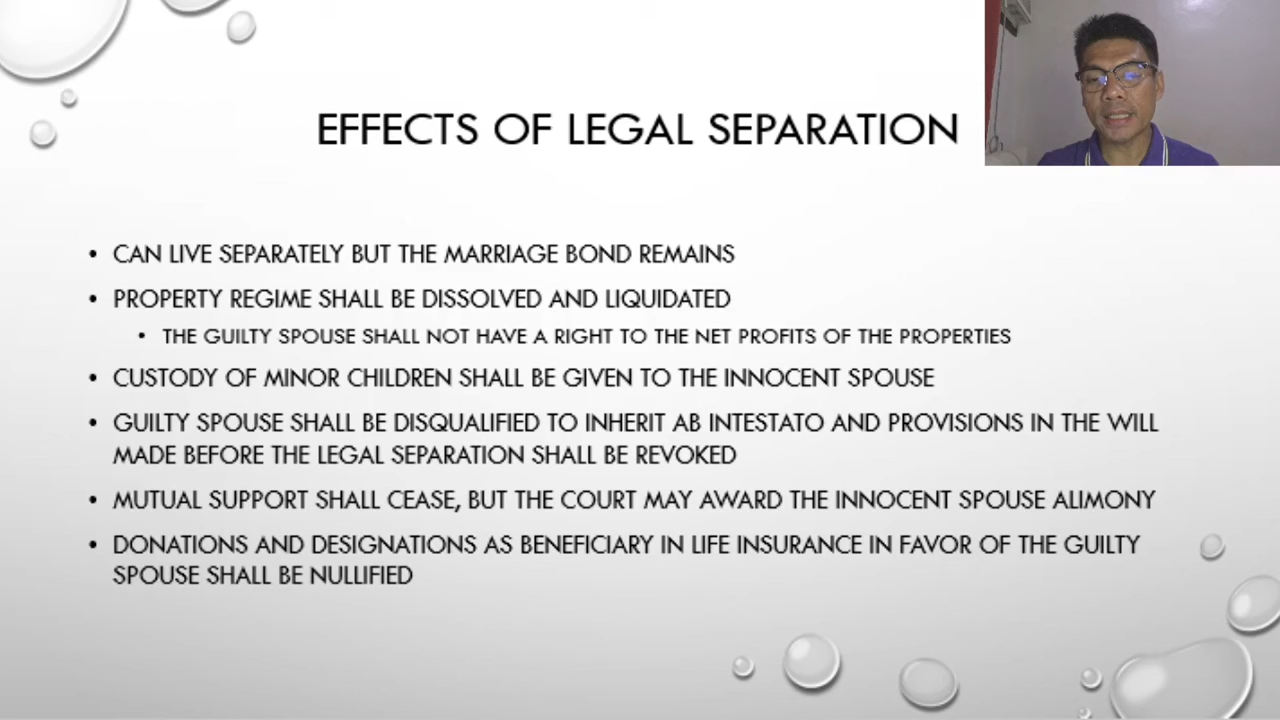 EFFECTS OF LEGAL SEPARATION
• CAN LIVE SEPARATELY BUT THE MARRIAGE BOND REMAINS
• PROPERTY REGIME SHALL BE DISSOLVED AND LIQUIDATED
• THE GUILTY SPOUSE SHALL NOT HAVE A RIGHT TO THE NET PROFITS OF THE PROPERTIES
• CUSTODY OF MINOR CHILDREN SHALL BE GIVEN TO THE INNOCENT SPOUSE
• GUILTY SPOUSE SHALL BE DISQUALIFIED TO INHERIT AB INTESTATO AND PROVISIONS IN THE WILL
MADE BEFORE THE LEGAL SEPARATION SHALL BE REVOKED
• MUTUAL SUPPORT SHALL CEASE, BUT THE COURT MAY AWARD THE INNOCENT SPOUSE ALIMONY
• DONATIONS AND DESIGNATIONS AS BENEFICIARY IN LIFE INSURANCE IN FAVOR OF THE GUILTY
SPOUSE SHALL BE NULLIFIED